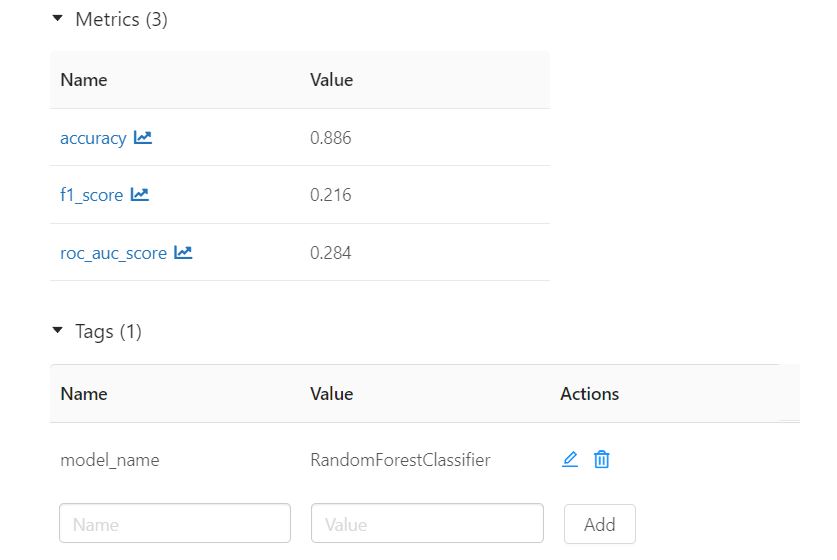 Metrics (3)
Name Value
accuracy 0.886
f1_score 0.216
roc_auc_score 0.284
Tags (1)
Name Value Actions
model_name RandomForestClassifier
Name Value Add